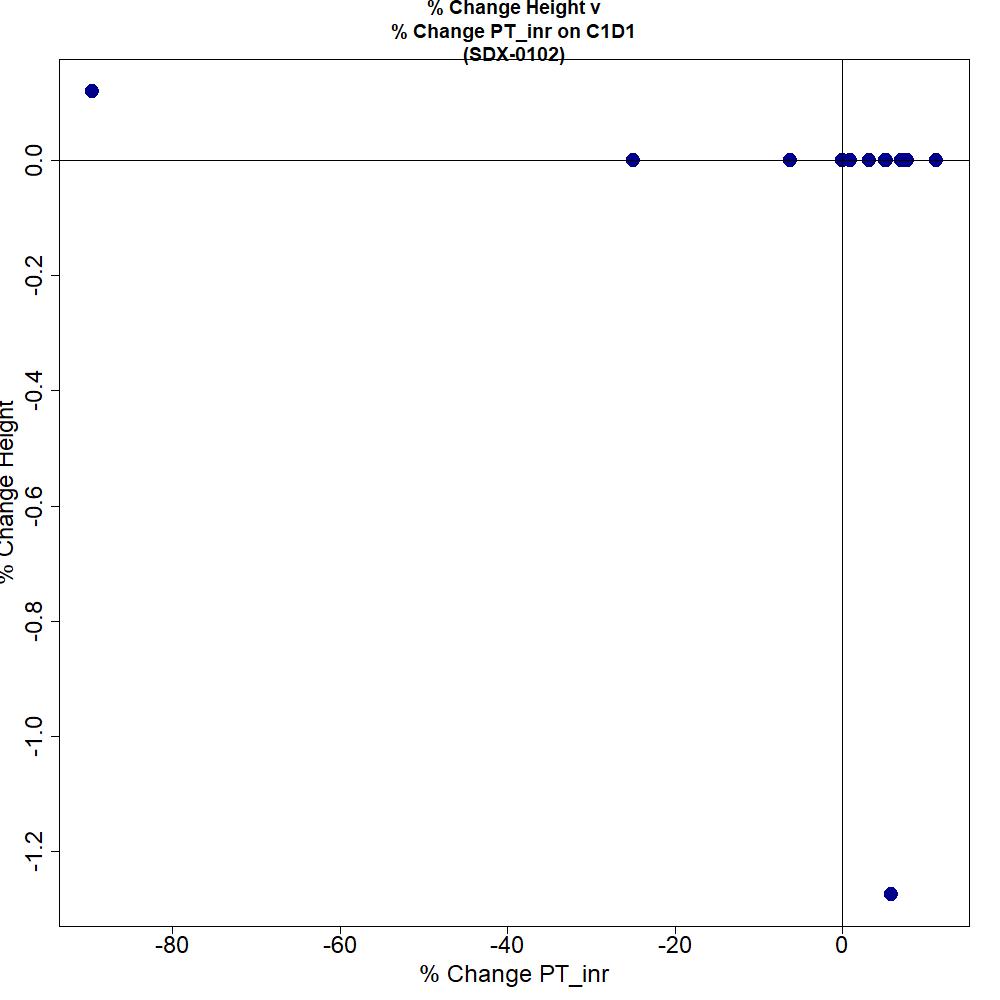 % Change Height v
% Change PT_inr on C1D1
(SDX-0102)
% Change Height
0.0
-0.2
-0.4
-0.6
-0.8
-1.0
-1.2
-80
-60
-40
-20
0
% Change PT_inr